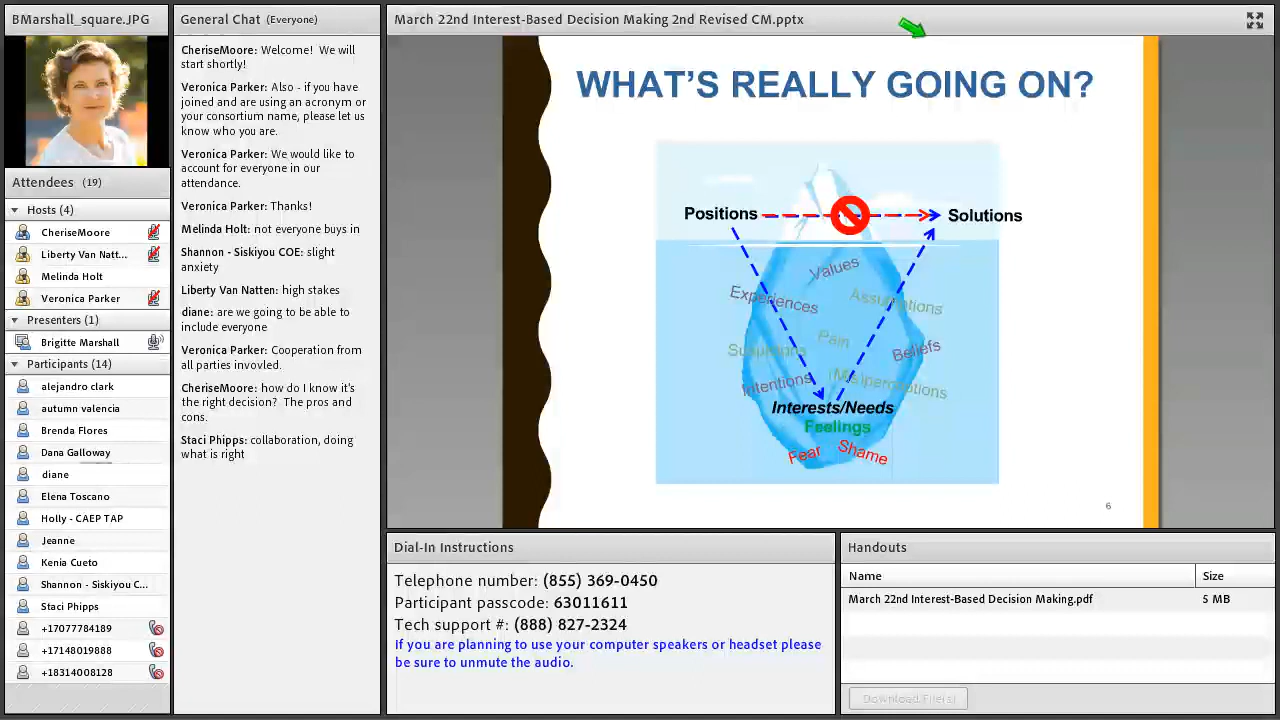 BMarshall_square.JPG
Attendees (19)
Hosts (4)
CheriseMoore
Liberty Van Natt...
Melinda Holt
Veronica Parker
Presenters (1)
Brigitte Marshall
Participants (14)
alejandro clark
autumn valencia
Brenda Flores
Dana Galloway
diane
Elena Toscano
Holly - CAEP TAP
Jeanne
Kenia Cueto
Shannon - Siskiyou C...
Staci Phipps
+17077784189
+17148019888
+18314008128
General Chat (Everyone)
CheriseMoore: Welcome! We will
start shortly!
Veronica Parker: Also - if you have
joined and are using an acronym or
your consortium name, please let us
know who you are.
Veronica Parker: We would like to
account for everyone in our
attendance.
Veronica Parker: Thanks!
Melinda Holt: not everyone buys in
Shannon - Siskiyou COE: slight
anxiety
Liberty Van Natten: high stakes
diane: are we going to be able to
include everyone
Veronica Parker: Cooperation from
all parties invovled.
CheriseMoore: how do I know it's
the right decision? The pros and
cons.
Staci Phipps: collaboration, doing
what is right
March 22nd Interest-Based Decision Making 2nd Revised CM.pptx
WHAT'S REALLY GOING ON?
Positions
Solutions
Values
Experiences
Assumptions
Pain
Suspicions
Beliefs
Intentions
(Mis)perceptions
Interests/Needs
Feelings
Fear
Shame
6
Dial-In Instructions
Telephone number: (855) 369-0450
Participant passcode: 63011611
Tech support #: (888) 827-2324
If you are planning to use your computer speakers or headset please
be sure to unmute the audio.
Handouts
Name Size
March 22nd Interest-Based Decision Making.pdf 5 MB
Download File(s)